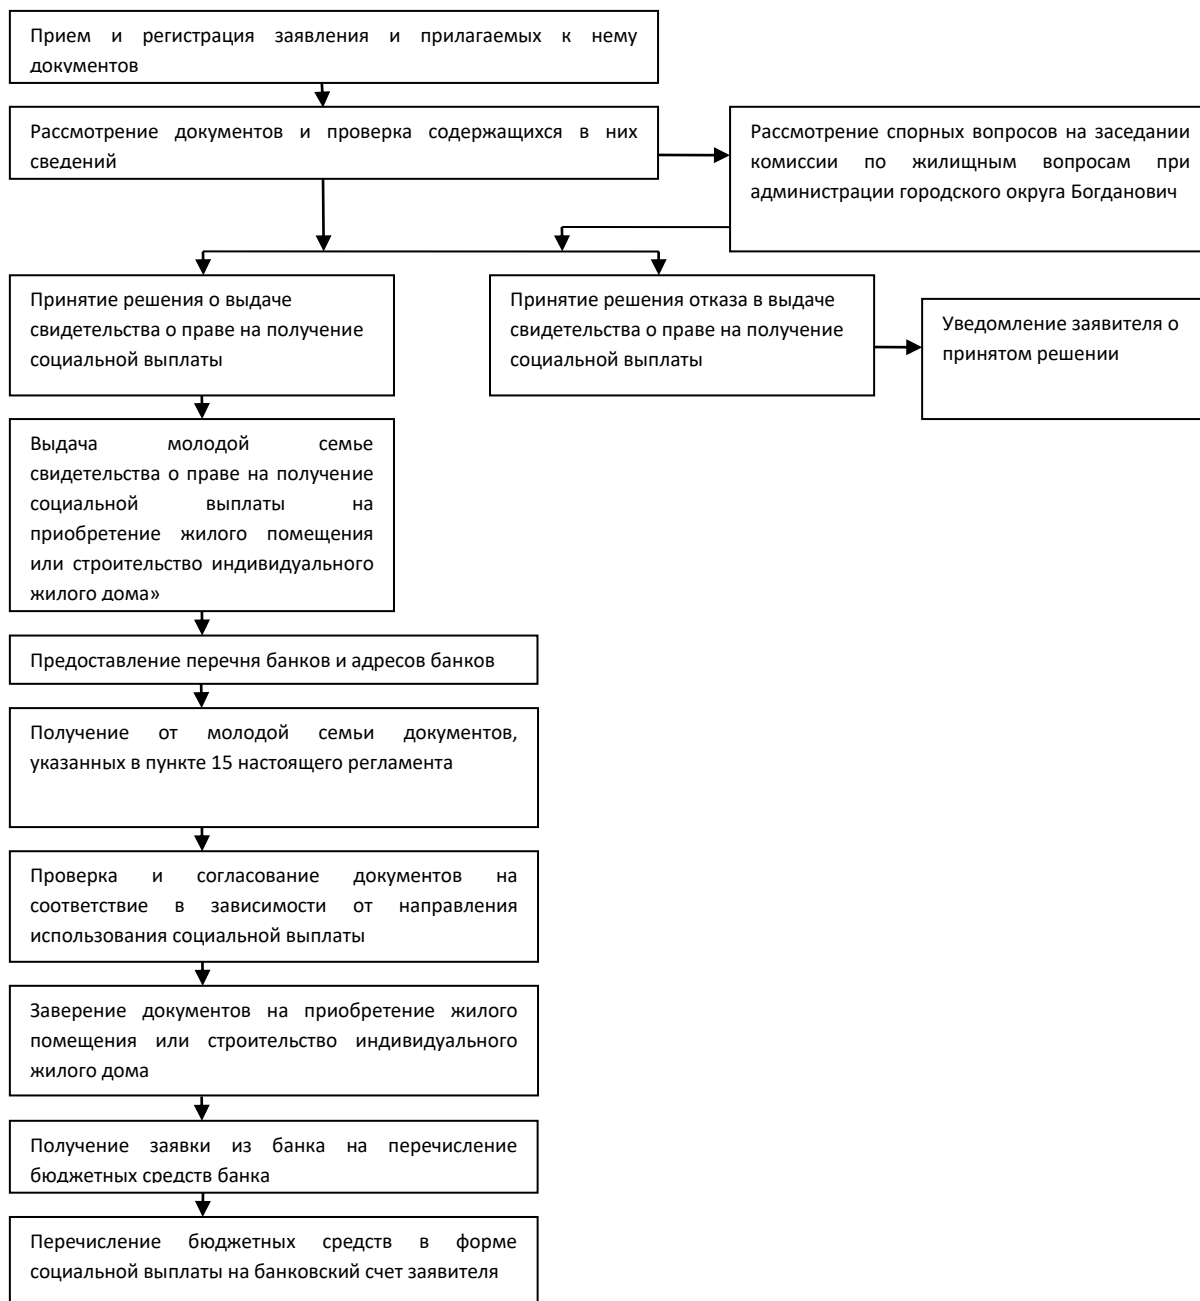 Прием и регистрация заявления и прилагаемых к нему
документов
Рассмотрение документов и проверка содержащихся в них
сведений
Рассмотрение спорных вопросов на заседании
комиссии по жилищным вопросам при
администрации городского округа Богданович
Принятие решения о выдаче
свидетельства о праве на получение
социальной выплаты
Принятие решения отказа в выдаче
свидетельства о праве на получение
социальной выплаты
Уведомление заявителя о
принятом решении
Выдача молодой семье
свидетельства о праве на получение
социальной выплаты на
приобретение жилого помещения
или строительство индивидуального
жилого дома»
Предоставление перечня банков и адресов банков
Получение от молодой семьи документов,
указанных в пункте 15 настоящего регламента
Проверка и согласование документов на
соответствие в зависимости от направления
использования социальной выплаты
Заверение документов на приобретение жилого
помещения или строительство индивидуального
жилого дома
Получение заявки из банка на перечисление
бюджетных средств банка
Перечисление бюджетных средств в форме
социальной выплаты на банковский счет заявителя